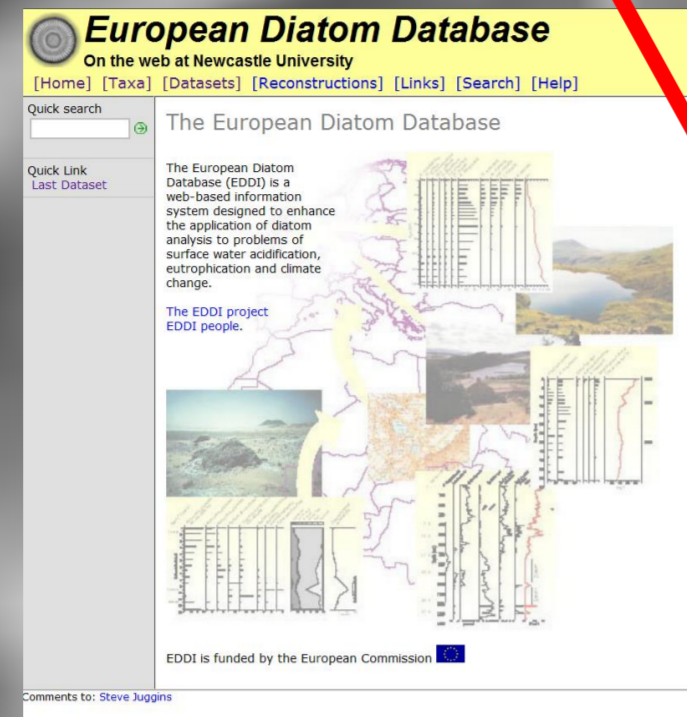 European Diatom Database
On the web at Newcastle University
[Home] [Taxa] [Datasets] [Reconstructions] [Links] [Search] [Help]
Quick search
Quick Link
Last Dataset
The European Diatom Database
The European Diatom
Database (EDDI) is a
web-based information
system designed to enhance
the application of diatom
analysis to problems of
surface water acidification,
eutrophication and climate
change.
The EDDI project
EDDI people.
EDDI is funded by the European Commission
Comments to: Steve Juggins